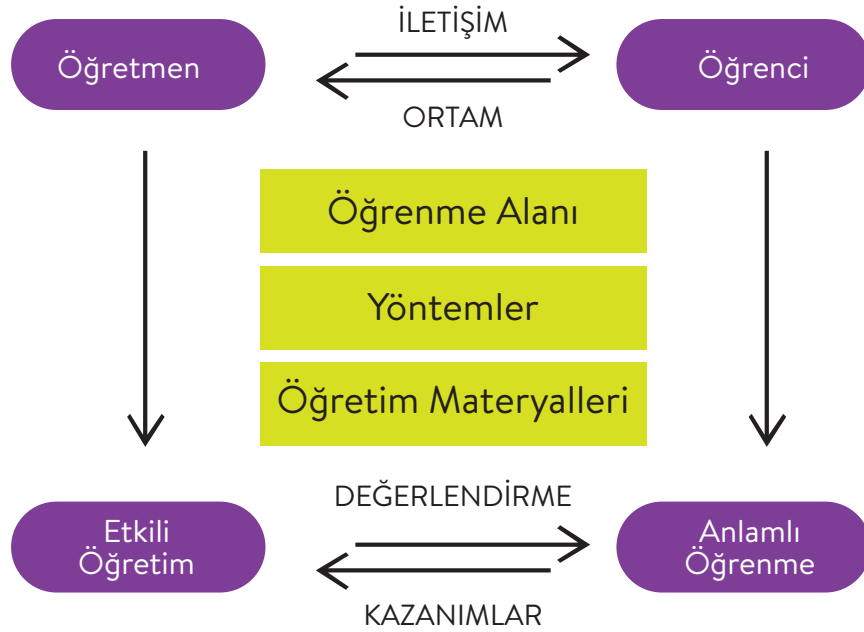 İLETİŞİM
Öğretmen
Öğrenci
ORTAM
Öğrenme Alanı
Yöntemler
Öğretim Materyalleri
DEĞERLENDİRME
Etkili
Öğretim
Anlamlı
Öğrenme
KAZANIMLAR